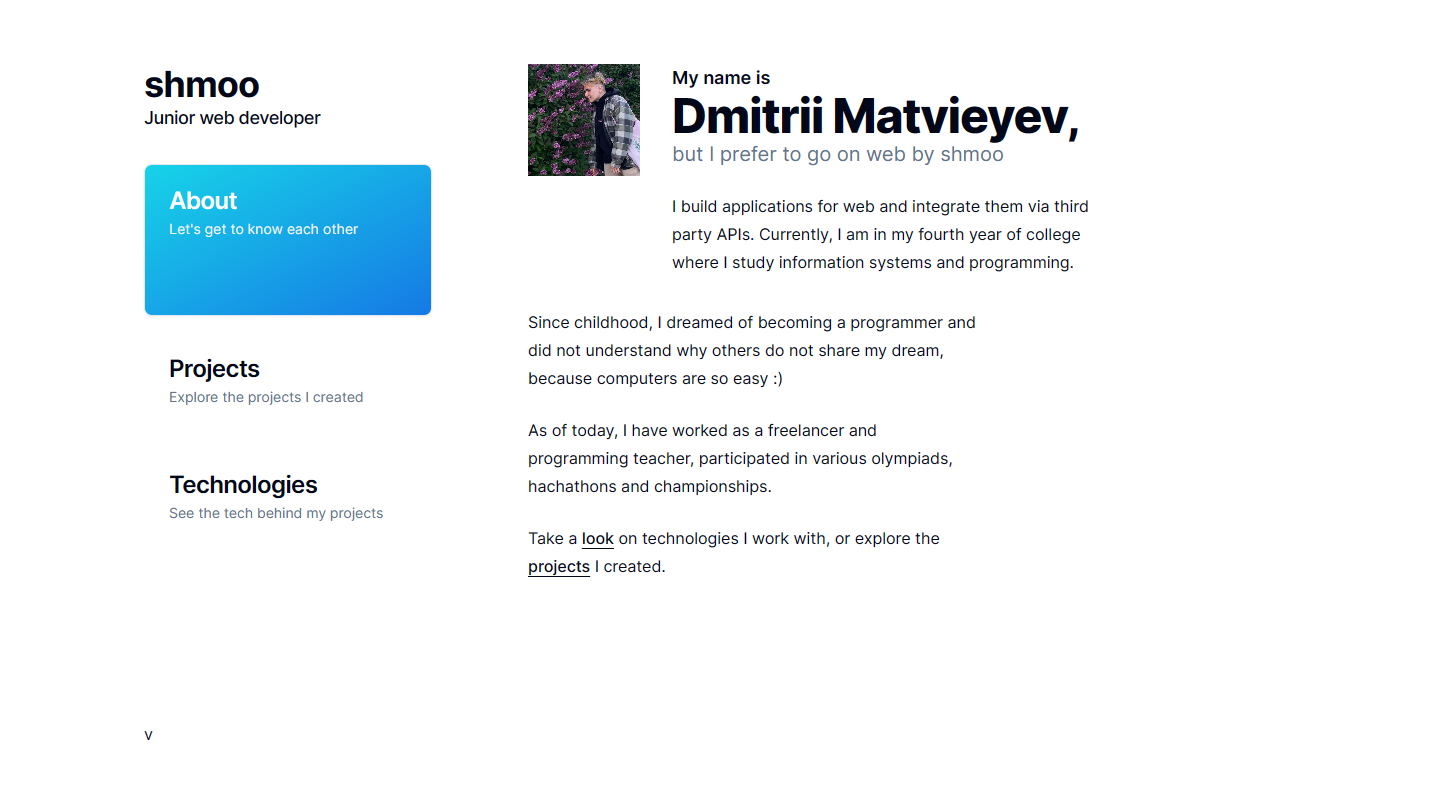 shmoo
Junior web developer
About
Let's get to know each other
Projects
Explore the projects I created
Technologies
See the tech behind my projects
v
My name is
Dmitrii Matvieyev,
but I prefer to go on web by shmoo
I build applications for web and integrate them via third
party APIs. Currently, I am in my fourth year of college
where I study information systems and programming.
Since childhood, I dreamed of becoming a programmer and
did not understand why others do not share my dream,
because computers are so easy :)
As of today, I have worked as a freelancer and
programming teacher, participated in various olympiads,
hachathons and championships.
Take a look on technologies I work with, or explore the
projects I created.